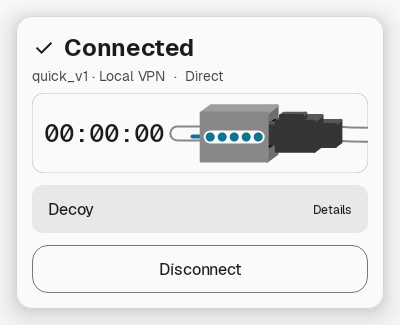 Connected
quick_v1 · Local VPN · Direct
00:00:00
Decoy
Details
Disconnect